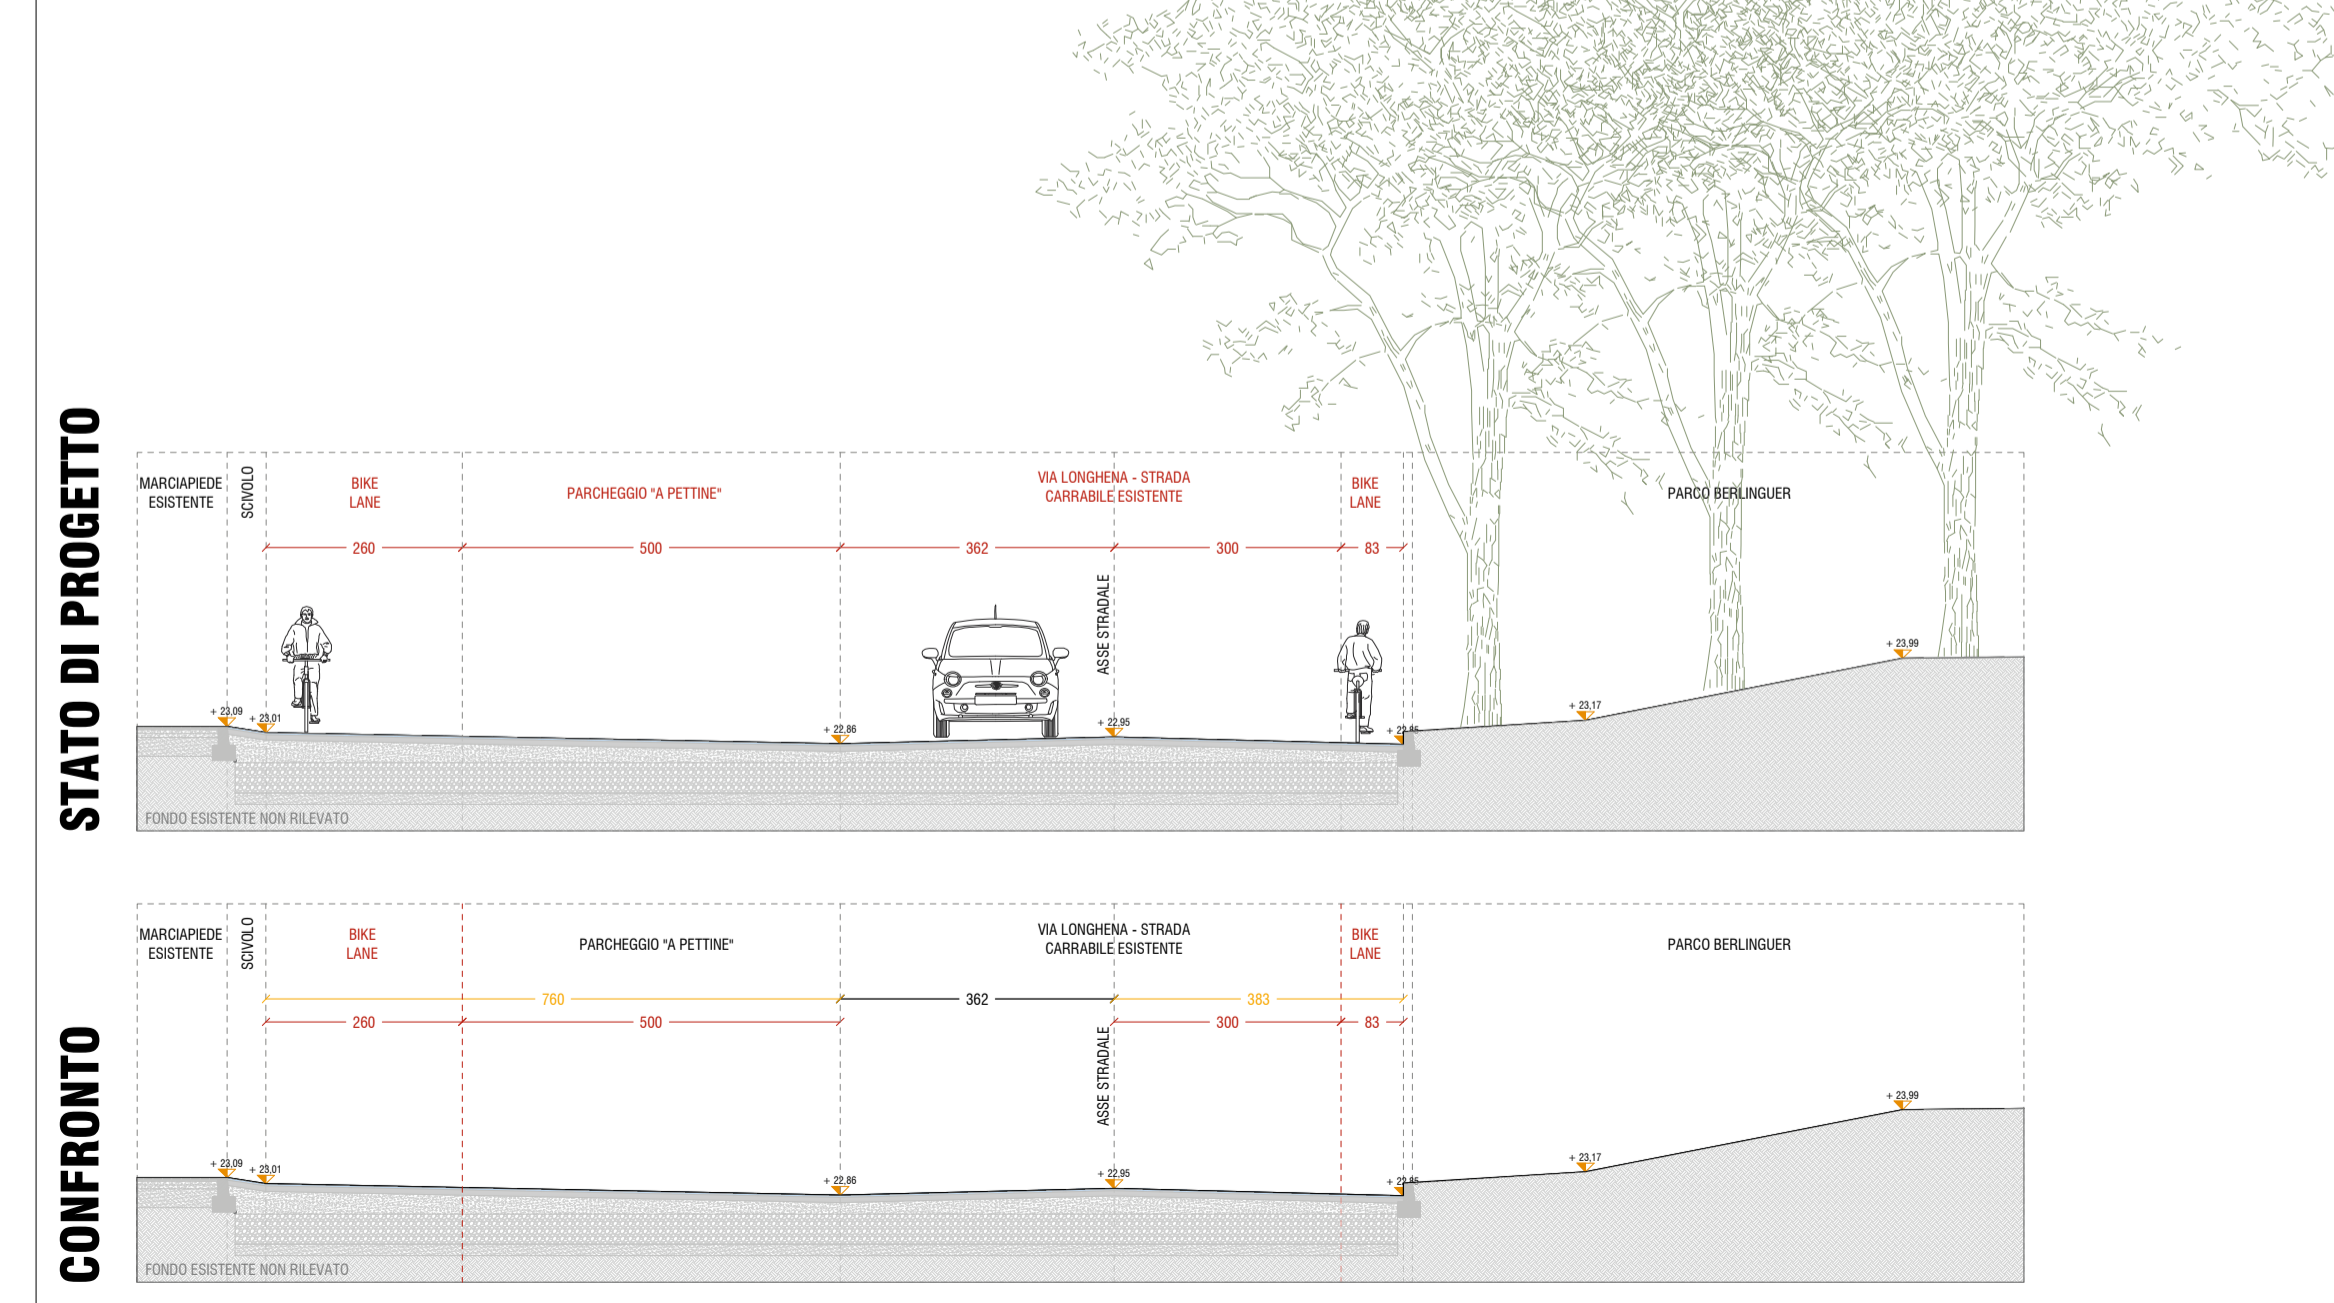 STATO DI PROGETTO
MARCIAPIEDE
ESISTENTE
SCIVOLO
BIKE
LANE
PARCHEGGIO "A PETTINE"
VIA LONGHENA - STRADA
CARRABILE ESISTENTE
BIKE
LANE
PARCO BERLINGUER
260
500
362
300
83
ASSE STRADALE
+ 23,09
+ 23,01
+ 22,86
+ 22,95
+ 22,85
+ 23,17
+ 23,99
FONDO ESISTENTE NON RILEVATO
CONFRONTO
MARCIAPIEDE
ESISTENTE
SCIVOLO
BIKE
LANE
PARCHEGGIO "A PETTINE"
VIA LONGHENA - STRADA
CARRABILE ESISTENTE
BIKE
LANE
PARCO BERLINGUER
760
362
383
260
500
300
83
ASSE STRADALE
+ 23,09
+ 23,01
+ 22,86
+ 22,95
+ 22,85
+ 23,17
+ 23,99
FONDO ESISTENTE NON RILEVATO